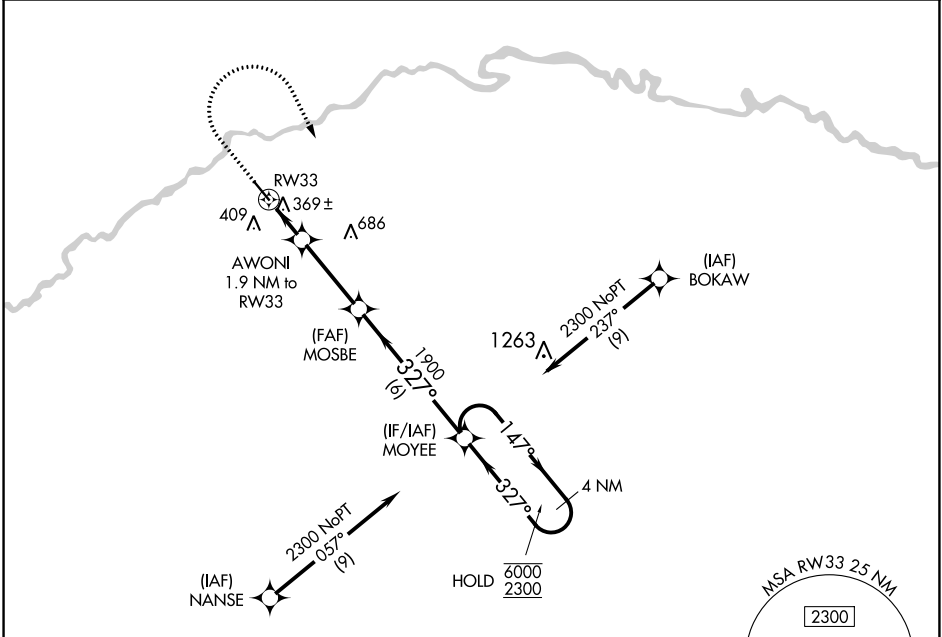 RW33
369±
409
686
AWONI
1.9 NM to
RW33
(IAF)
BOKAW
2300 NoPT
237°
(9)
(FAF)
MOSBE
1263
1900
327°
(6)
(IF/IAF)
MOYEE
147°
327°
4 NM
2300 NoPT
057°
(9)
(IAF)
NANSE
HOLD
6000
2300
MSA RW33 25 NM
2300